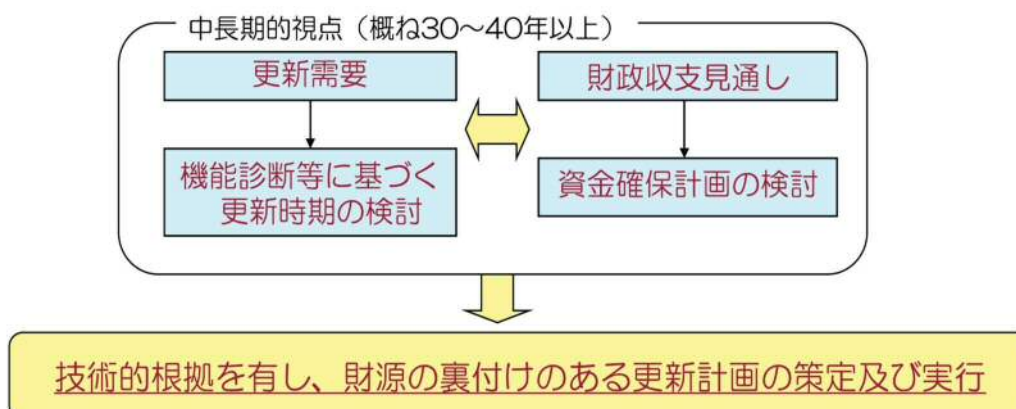 中長期的視点（概ね30～40年以上）
更新需要
財政収支見通し
機能診断等に基づく
更新時期の検討
資金確保計画の検討
技術的根拠を有し、財源の裏付けのある更新計画の策定及び実行